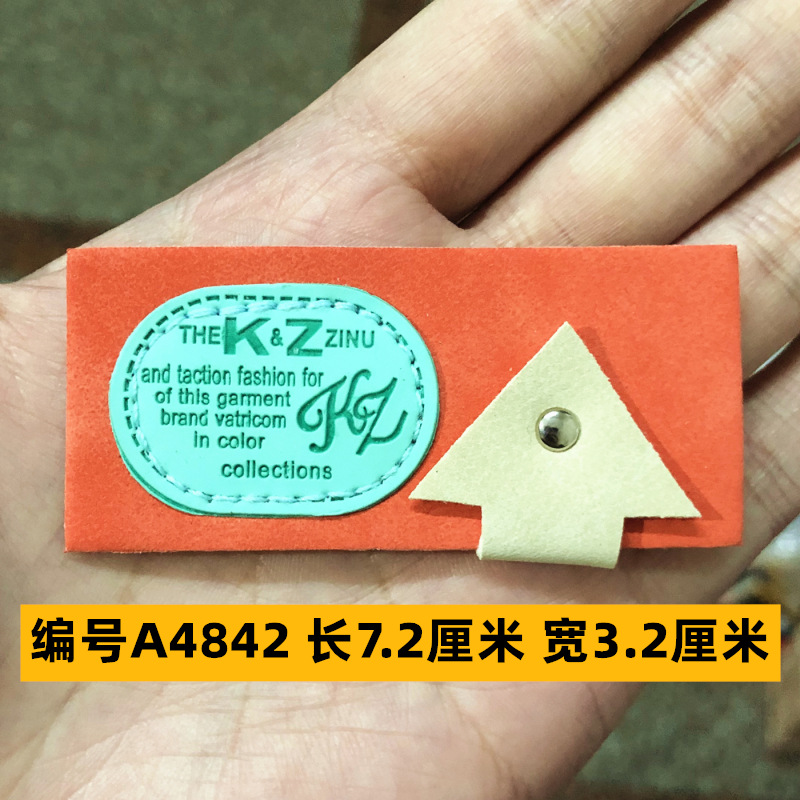 THE K & Z ZINU
and taction fashion for
of this garment
brand vatricom
in color
KZ
collections
编号A4842 长7.2厘米 宽3.2厘米